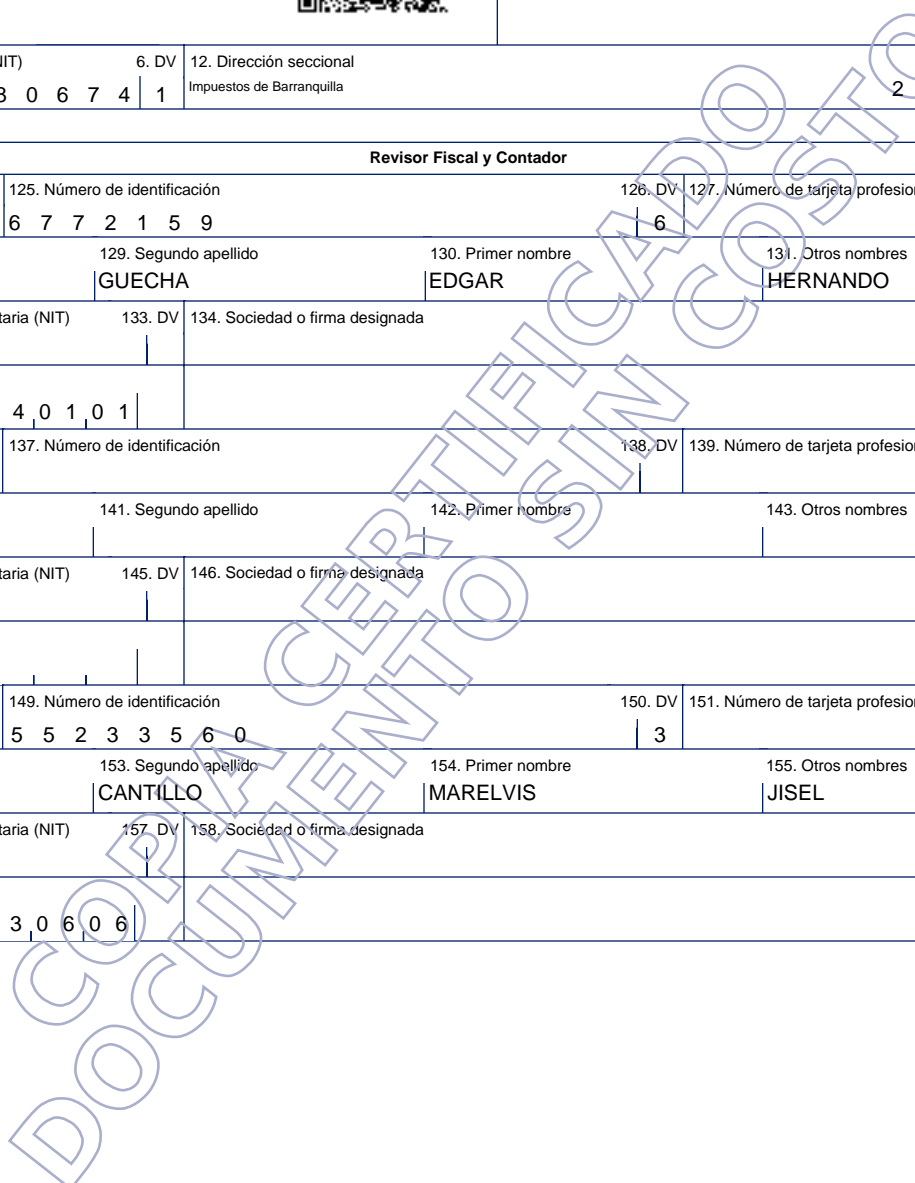 IIT) 6. DV 12. Dirección seccional
0 6 7 4 1 Impuestos de Barranquilla 2
Revisor Fiscal y Contador
125. Número de identificación 126. DV 127. Número de tarjeta profesion
6 7 7 2 1 5 9 6
129. Segundo apellido 130. Primer nombre 131. Otros nombres
GUECHA EDGAR HERNANDO
taria (NIT) 133. DV 134. Sociedad o firma designada
4 0 1 0 1
137. Número de identificación 138. DV 139. Número de tarjeta profesion
141. Segundo apellido 142. Primer nombre 143. Otros nombres
taria (NIT) 145. DV 146. Sociedad o firma designada
149. Número de identificación 150. DV 151. Número de tarjeta profesion
5 5 2 3 3 5 6 0 3
153. Segundo apellido 154. Primer nombre 155. Otros nombres
CANTILLO MARELVIS JISEL
taria (NIT) 157. DV 158. Sociedad o firma designada
3 0 6 0 6
COPIA CERTIFICADO
DOCUMENTO SIN COSTO